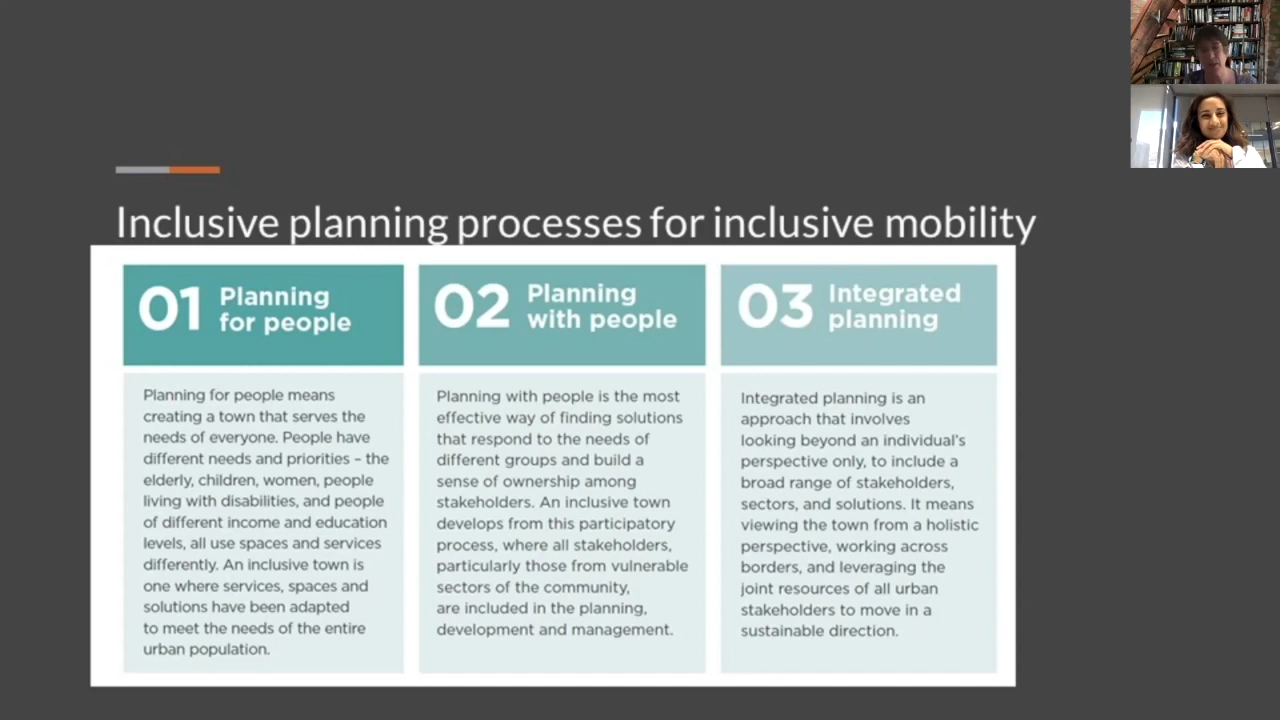 Inclusive planning processes for inclusive mobility
01 Planning
for people
Planning for people means
creating a town that serves the
needs of everyone. People have
different needs and priorities – the
elderly, children, women, people
living with disabilities, and people
of different income and education
levels, all use spaces and services
differently. An inclusive town is
one where services, spaces and
solutions have been adapted
to meet the needs of the entire
urban population.
02 Planning
with people
Planning with people is the most
effective way of finding solutions
that respond to the needs of
different groups and build a
sense of ownership among
stakeholders. An inclusive town
develops from this participatory
process, where all stakeholders,
particularly those from vulnerable
sectors of the community,
are included in the planning,
development and management.
03 Integrated
planning
Integrated planning is an
approach that involves
looking beyond an individual's
perspective only, to include a
broad range of stakeholders,
sectors, and solutions. It means
viewing the town from a holistic
perspective, working across
borders, and leveraging the
joint resources of all urban
stakeholders to move in a
sustainable direction.